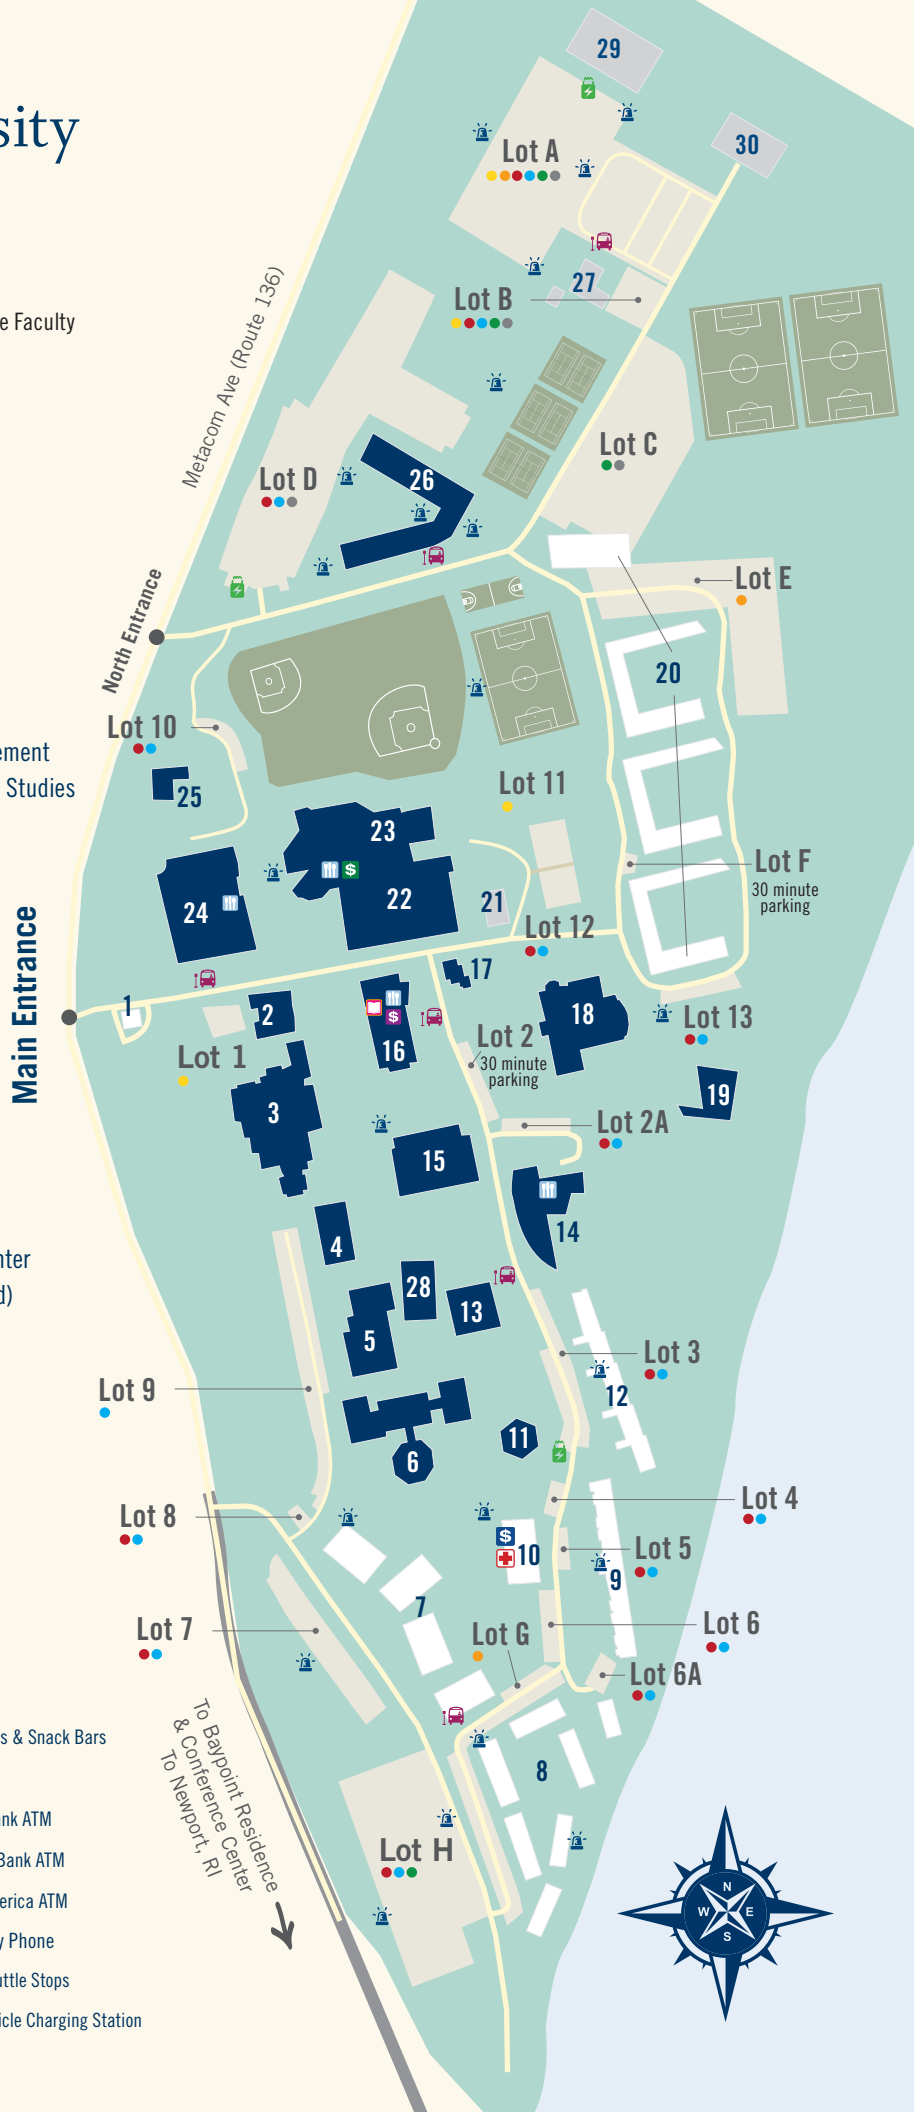 sity
29
30
Lot A
27
Lot B
e Faculty
Metacom Ave (Route 136)
Lot C
Lot D
26
North Entrance
Lot E
20
Lot 10
ement
Studies
25
Lot 11
23
22
24
21
Lot F
30 minute
parking
Lot 12
Main Entrance
17
1
2
16
18
Lot 13
Lot 1
Lot 2
30 minute
parking
3
19
Lot 2A
15
14
4
nter
d)
28
13
5
Lot 3
12
Lot 9
11
6
Lot 8
Lot 4
10
Lot 5
9
7
Lot 7
Lot G
Lot 6
Lot 6A
To Baypoint Residence
& Conference Center
To Newport, RI
s & Snack Bars
8
nk ATM
Bank ATM
Lot H
erica ATM
y Phone
uttle Stops
icle Charging Station
N
W
E
S